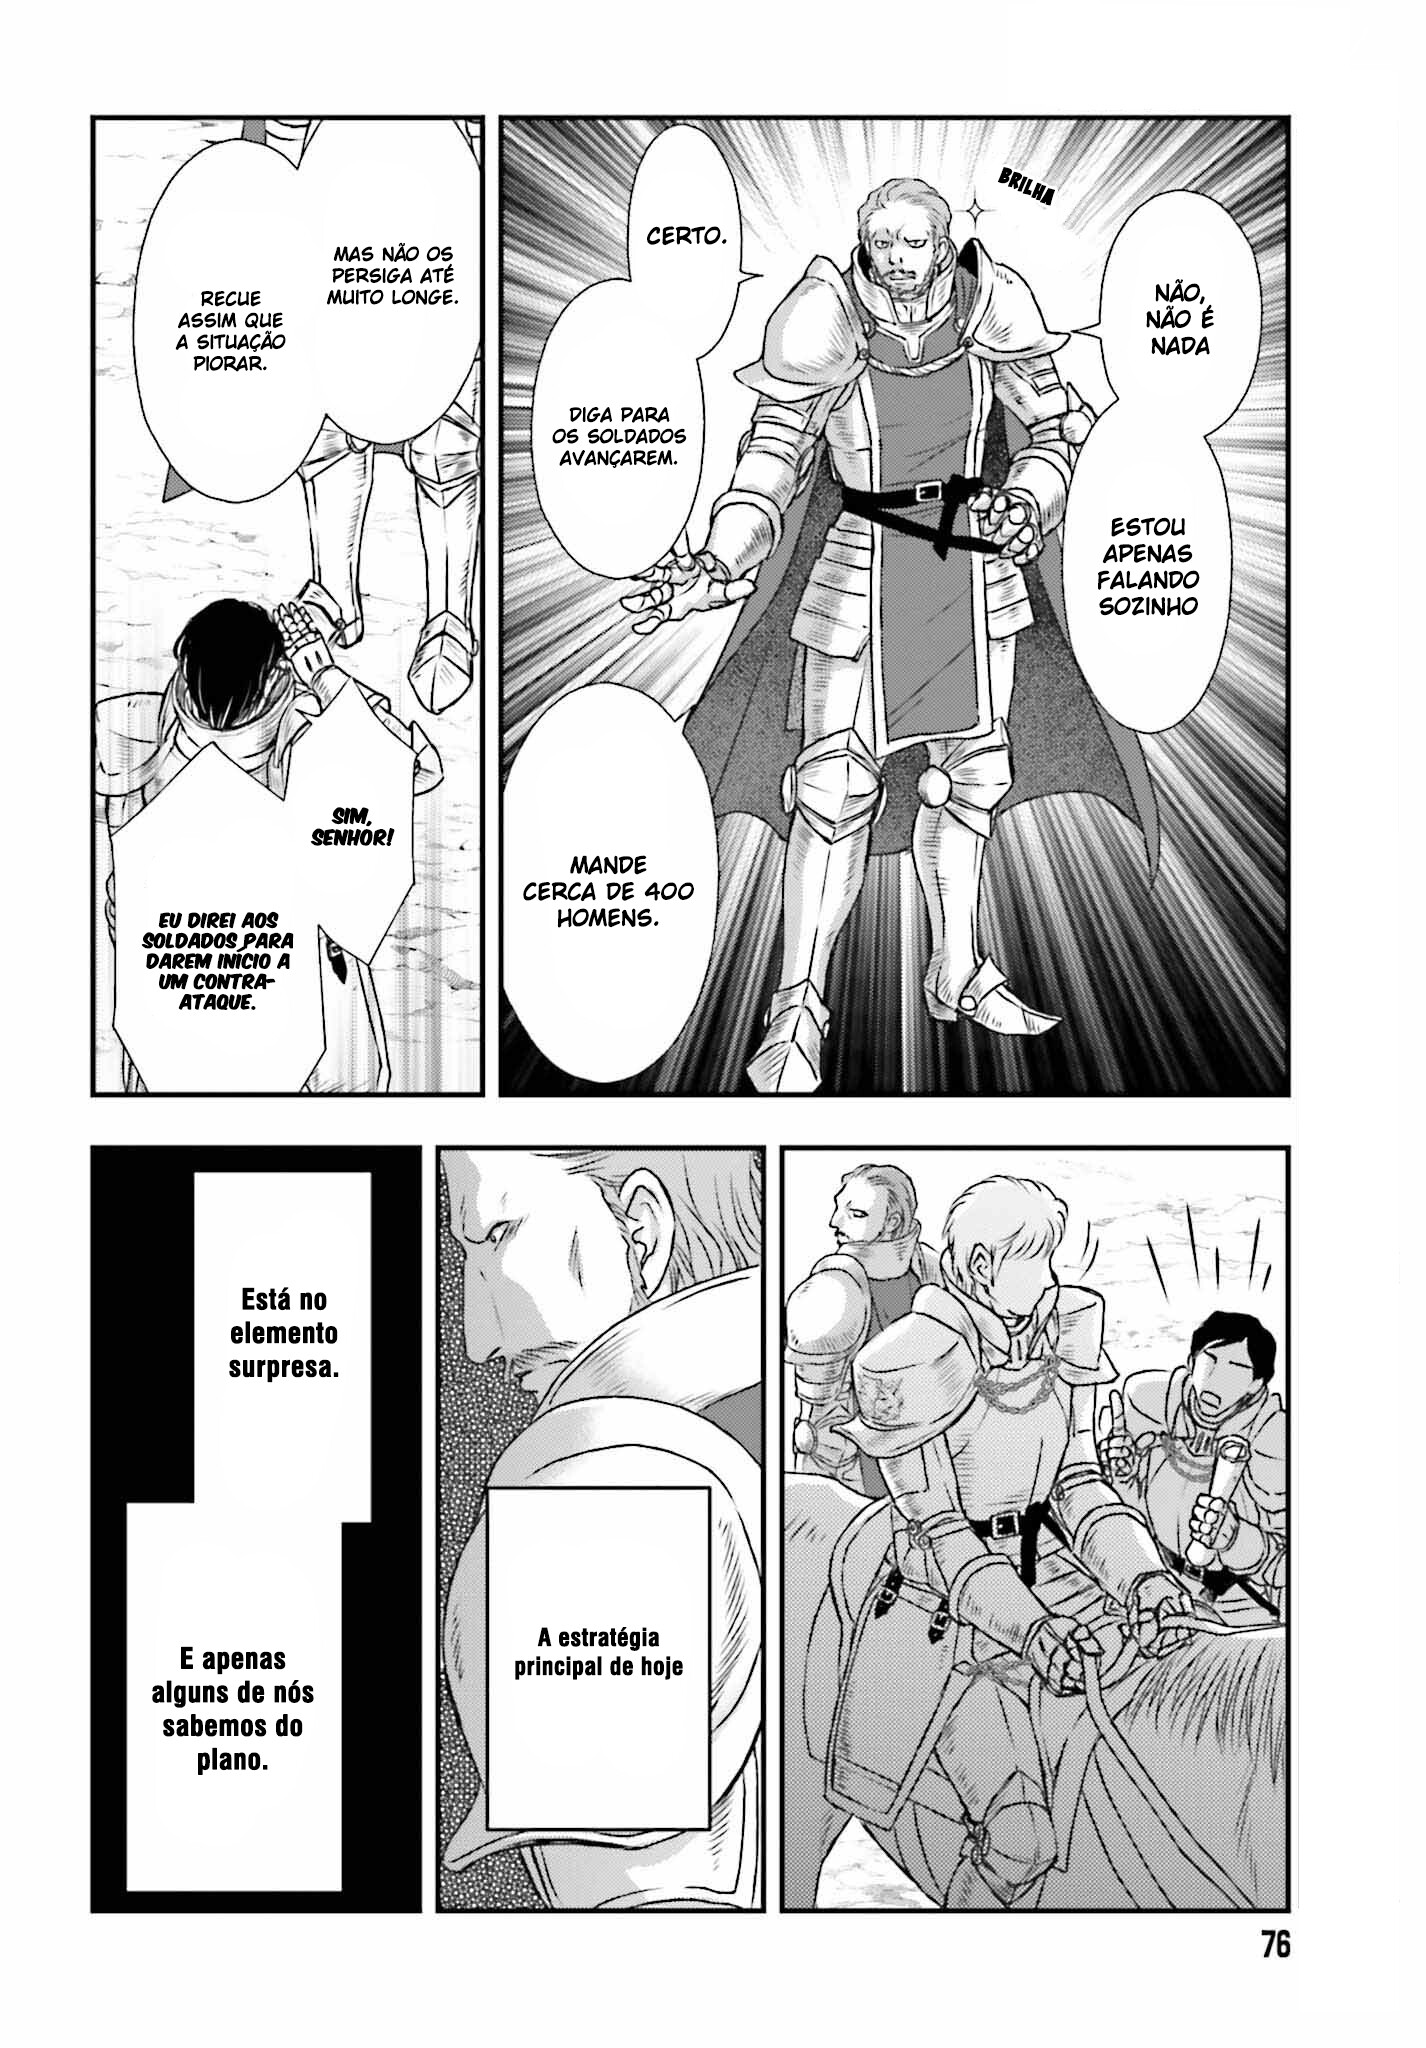 BRILHA
NÃO,
NÃO É
NADA
ESTOU
APENAS
FALANDO
SOZINHO
CERTO.
DIGA PARA
OS SOLDADOS
AVANÇAREM.
MANDE
CERCA DE 400
HOMENS.
MAS NÃO OS
PERSIGA ATÉ
MUITO LONGE.
RECUE
ASSIM QUE
A SITUAÇÃO
PIORAR.
SIM,
SENHOR!
EU DIREI AOS
SOLDADOS PARA
DAREM INÍCIO A
UM CONTRA-
ATAQUE.
A estratégia
principal de hoje
Está no
elemento
surpresa.
E apenas
alguns de nós
sabemos do
plano.
76